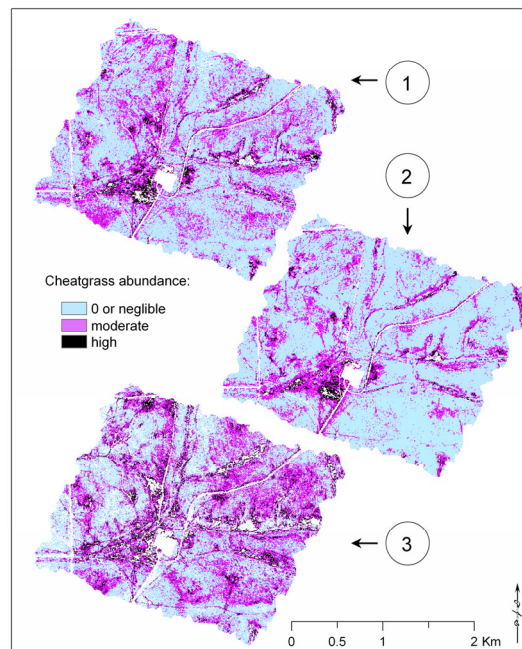 1
2
Cheatgrass abundance:
0 or neglible
moderate
high
3
0 0.5 1 2 Km